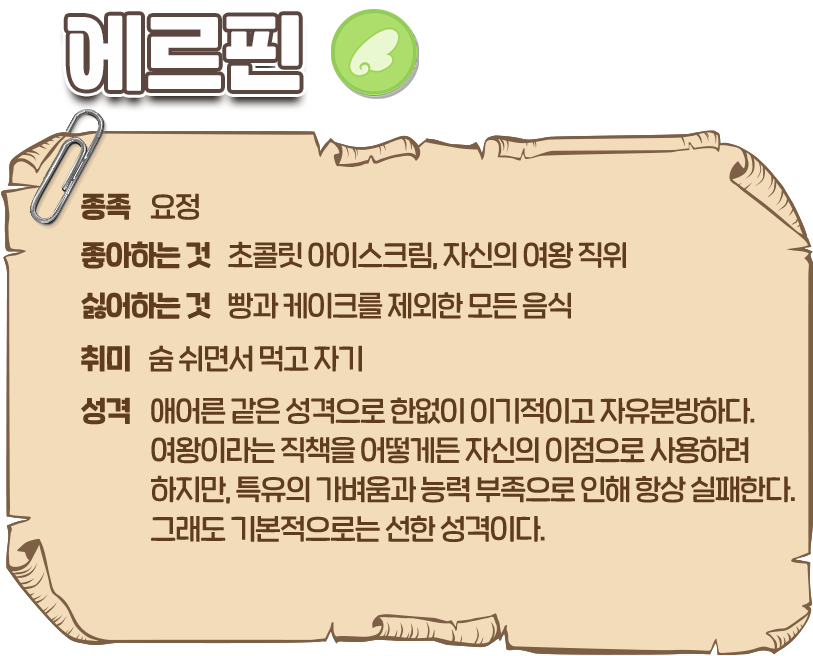 에르핀
종족 요정
좋아하는 것 초콜릿 아이스크림, 자신의 여왕 직위
싫어하는 것 빵과 케이크를 제외한 모든 음식
취미 숨 쉬면서 먹고 자기
성격 애어른 같은 성격으로 한없이 이기적이고 자유분방하다.
여왕이라는 직책을 어떻게든 자신의 이점으로 사용하려
하지만, 특유의 가벼움과 능력 부족으로 인해 항상 실패한다.
그래도 기본적으로는 선한 성격이다.